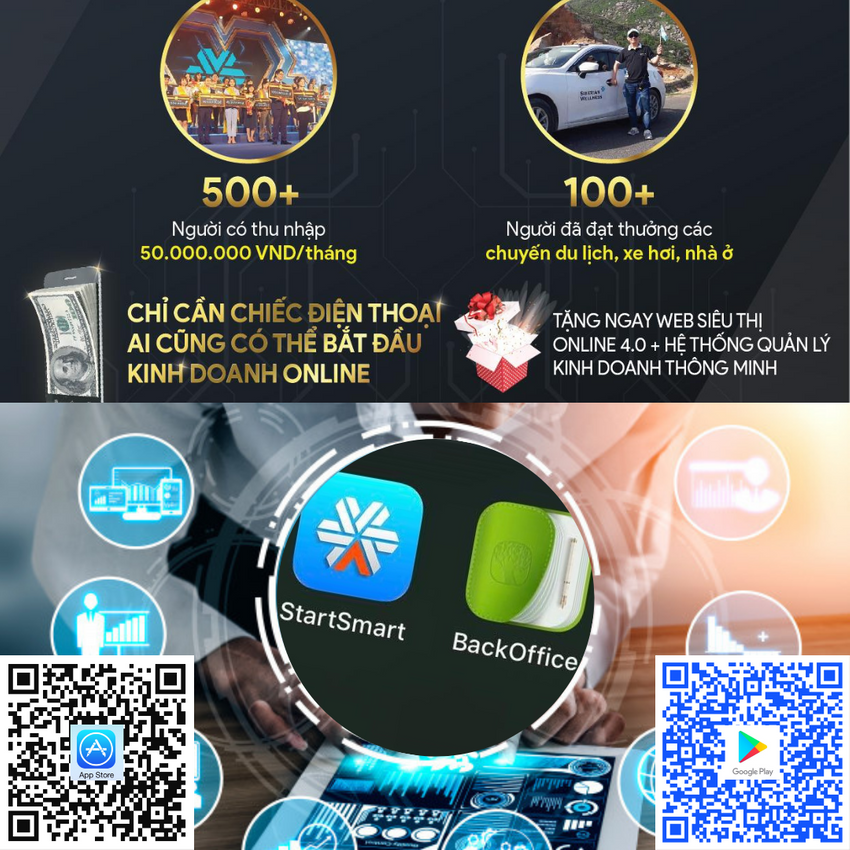 500+
Người có thu nhập
50.000.000 VND/tháng
100+
Người đã đạt thưởng các
chuyến du lịch, xe hơi, nhà ở
SIBERIAN
WELLNESS
CHỈ CẦN CHIẾC ĐIỆN THOẠI
AI CŨNG CÓ THỂ BẮT ĐẦU
KINH DOANH ONLINE
TẶNG NGAY WEB SIÊU THỊ
ONLINE 4.0 + HỆ THỐNG QUẢN LÝ
KINH DOANH THÔNG MINH
StartSmart
BackOffice
App Store
Google Play